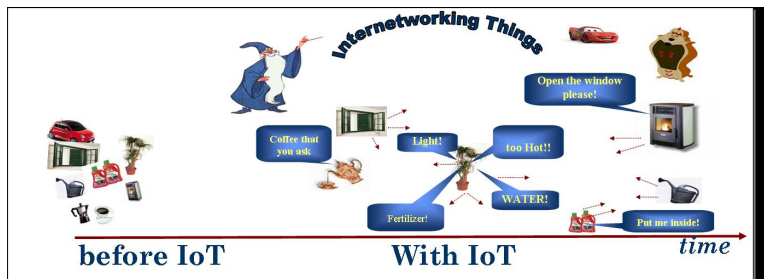 Internetworking Things
Open the window
please!
Coffee that
you ask
Light!
too Hot!!
WATER!
Fertilizer!
Put me inside!
before IoT
With IoT
time